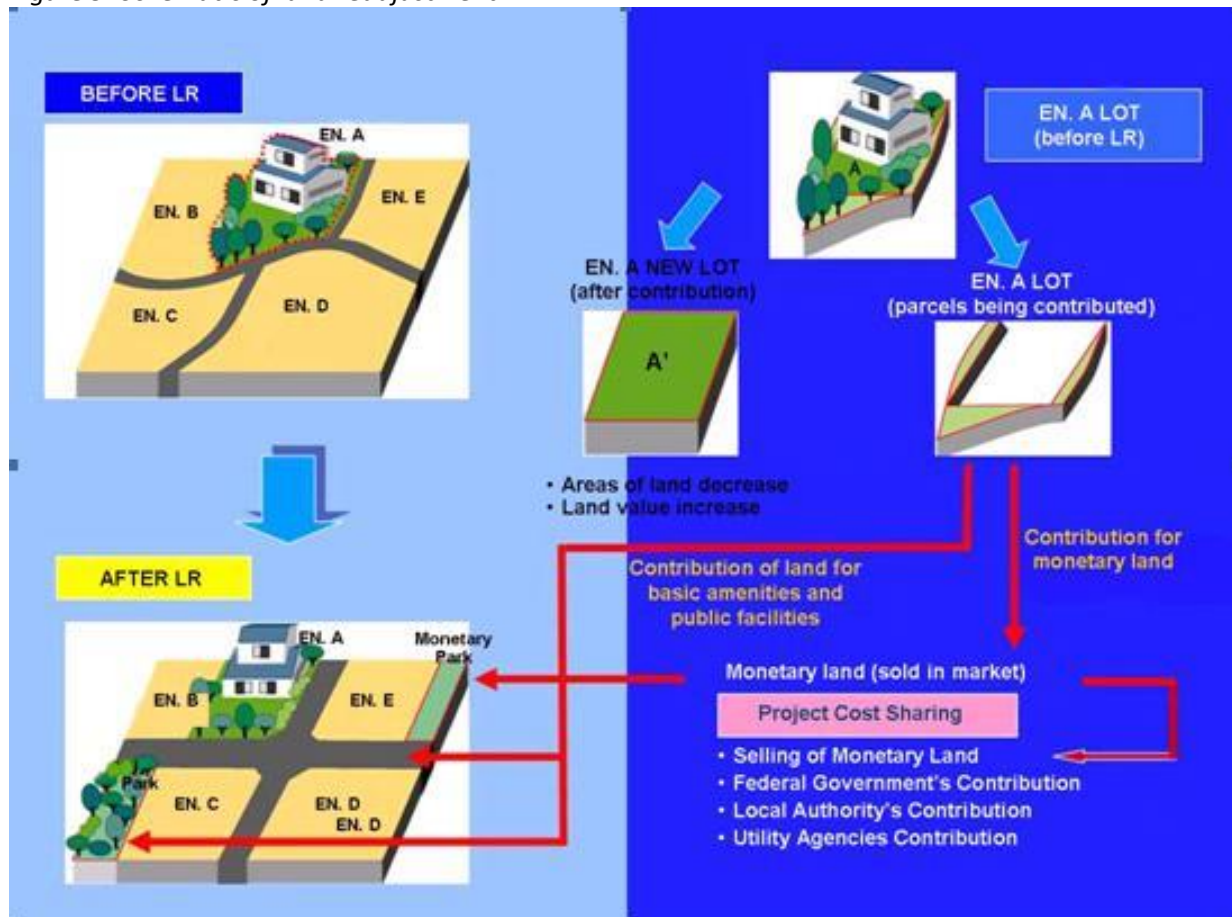 BEFORE LR
EN. A
EN. B
EN. E
EN. C
EN. D
AFTER LR
EN. A
Monetary
Park
EN. B
EN. E
Park
EN. C
EN. D
EN. D
EN. A LOT
(before LR)
A
EN. A NEW LOT
(after contribution)
A'
• Areas of land decrease
• Land value increase
EN. A LOT
(parcels being contributed)
Contribution of land for
basic amenities and
public facilities
Contribution for
monetary land
Monetary land (sold in market)
Project Cost Sharing
• Selling of Monetary Land
• Federal Government's Contribution
• Local Authority's Contribution
• Utility Agencies Contribution